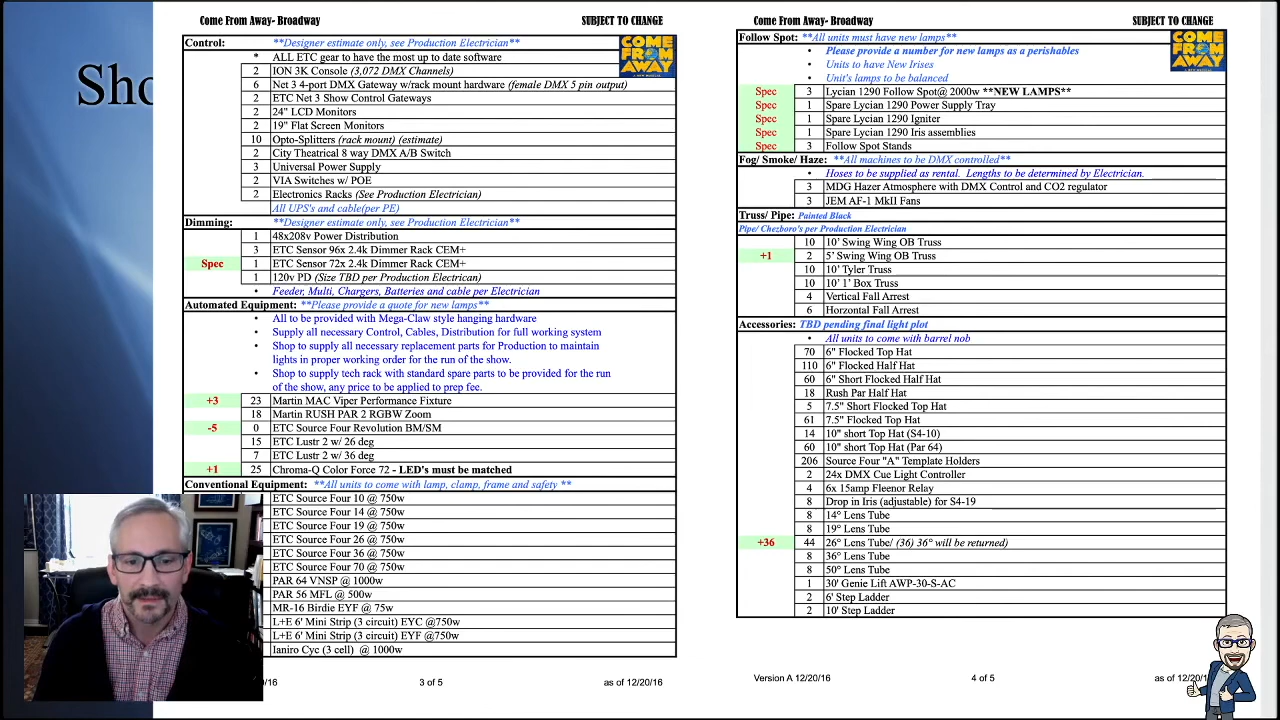 Sho
Come From Away- Broadway SUBJECT TO CHANGE
Control: **Designer estimate only, see Production Electrician**
COME FROM AWAY
* ALL ETC gear to have the most up to date software
2 ION 3K Console (3,072 DMX Channels)
6 Net 3 4-port DMX Gateway w/rack mount hardware (female DMX 5 pin output)
2 ETC Net 3 Show Control Gateways
2 24" LCD Monitors
2 19" Flat Screen Monitors
10 Opto-Splitters (rack mount) (estimate)
2 City Theatrical 8 way DMX A/B Switch
3 Universal Power Supply
2 VIA Switches w/ POE
2 Electronics Racks (See Production Electrician)
All UPS's and cable(per PE)
Dimming: **Designer estimate only, see Production Electrician**
1 48x208v Power Distribution
3 ETC Sensor 96x 2.4k Dimmer Rack CEM+
Spec 1 ETC Sensor 72x 2.4k Dimmer Rack CEM+
1 120v PD (Size TBD per Production Electrican)
• Feeder, Multi, Chargers, Batteries and cable per Electrician
Automated Equipment: **Please provide a quote for new lamps**
• All to be provided with Mega-Claw style hanging hardware
• Supply all necessary Control, Cables, Distribution for full working system
• Shop to supply all necessary replacement parts for Production to maintain
lights in proper working order for the run of the show.
• Shop to supply tech rack with standard spare parts to be provided for the run
of the show, any price to be applied to prep fee.
+3 23 Martin MAC Viper Performance Fixture
18 Martin RUSH PAR 2 RGBW Zoom
-5 0 ETC Source Four Revolution BM/SM
15 ETC Lustr 2 w/ 26 deg
7 ETC Lustr 2 w/ 36 deg
+1 25 Chroma-Q Color Force 72 - LED's must be matched
Conventional Equipment: **All units to come with lamp, clamp, frame and safety **
ETC Source Four 10 @ 750w
ETC Source Four 14 @ 750w
ETC Source Four 19 @ 750w
ETC Source Four 26 @ 750w
ETC Source Four 36 @ 750w
ETC Source Four 70 @ 750w
PAR 64 VNSP @ 1000w
PAR 56 MFL @ 500w
MR-16 Birdie EYF @ 75w
L+E 6' Mini Strip (3 circuit) EYC @750w
L+E 6' Mini Strip (3 circuit) EYF @750w
Ianiro Cyc (3 cell) @ 1000w
0/16 3 of 5 as of 12/20/16
Come From Away- Broadway SUBJECT TO CHANGE
Follow Spot: **All units must have new lamps**
COME FROM AWAY
• Please provide a number for new lamps as a perishables
• Units to have New Irises
• Unit's lamps to be balanced
Spec 3 Lycian 1290 Follow Spot@ 2000w **NEW LAMPS**
Spec 1 Spare Lycian 1290 Power Supply Tray
Spec 1 Spare Lycian 1290 Igniter
Spec 1 Spare Lycian 1290 Iris assemblies
Spec 3 Follow Spot Stands
Fog/ Smoke/ Haze: **All machines to be DMX controlled**
• Hoses to be supplied as rental. Lengths to be determined by Electrician.
3 MDG Hazer Atmosphere with DMX Control and CO2 regulator
3 JEM AF-1 MkII Fans
Truss/ Pipe: Painted Black
Pipe/ Chezboro's per Production Electrician
10 10' Swing Wing OB Truss
+1 2 5' Swing Wing OB Truss
10 10' Tyler Truss
10 10' 1' Box Truss
4 Vertical Fall Arrest
6 Horzontal Fall Arrest
Accessories: TBD pending final light plot
• All units to come with barrel nob
70 6" Flocked Top Hat
110 6" Flocked Half Hat
60 6" Short Flocked Half Hat
18 Rush Par Half Hat
5 7.5" Short Flocked Top Hat
61 7.5" Flocked Top Hat
14 10" short Top Hat (S4-10)
60 10" short Top Hat (Par 64)
206 Source Four "A" Template Holders
2 24x DMX Cue Light Controller
4 6x 15amp Fleenor Relay
8 Drop in Iris (adjustable) for S4-19
8 14° Lens Tube
8 19° Lens Tube
+36 44 26° Lens Tube/ (36) 36° will be returned)
8 36° Lens Tube
8 50° Lens Tube
1 30' Genie Lift AWP-30-S-AC
2 6' Step Ladder
2 10' Step Ladder
Version A 12/20/16 4 of 5 as of 12/20/1